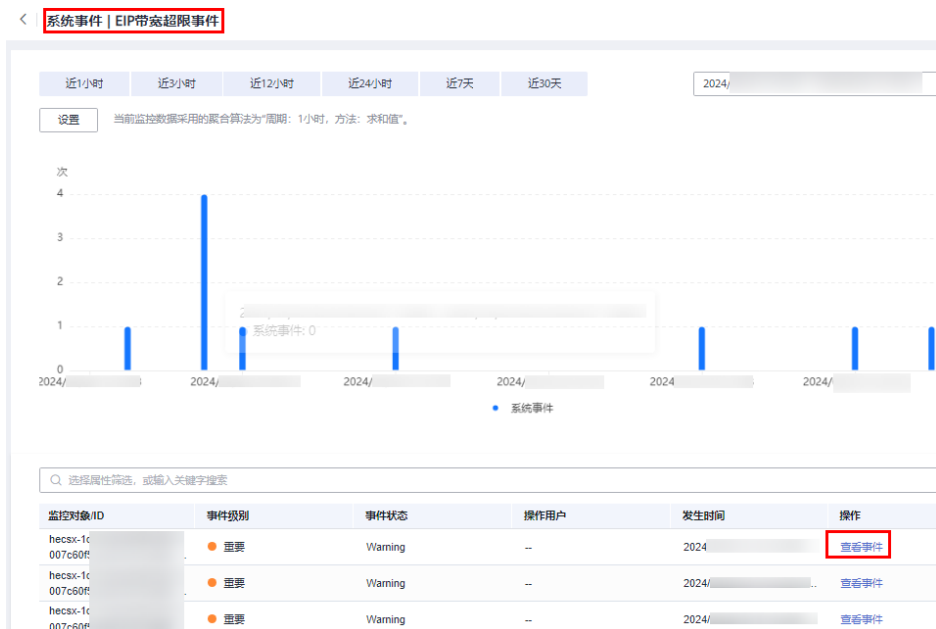 系统事件 | EIP带宽超限事件
近1小时 近3小时 近12小时 近24小时 近7天 近30天 2024/
设置 当前监控数据采用的聚合算法为“周期：1小时，方法：求和值”。
次
4
3
2
1
系统事件: 0
0
2024/ 2024/ 2024/ 2024/ 2024 2024/
系统事件
选择属性筛选，或输入关键字搜索
监控对象/ID 事件级别 事件状态 操作用户 发生时间 操作
hecsx-1c
007c60f5 重要 Warning -- 2024 查看事件
hecsx-1c
007c60f5 重要 Warning -- 2024/ 查看事件
hecsx-1c
007c60f5 重要 Warning -- 2024/ 查看事件